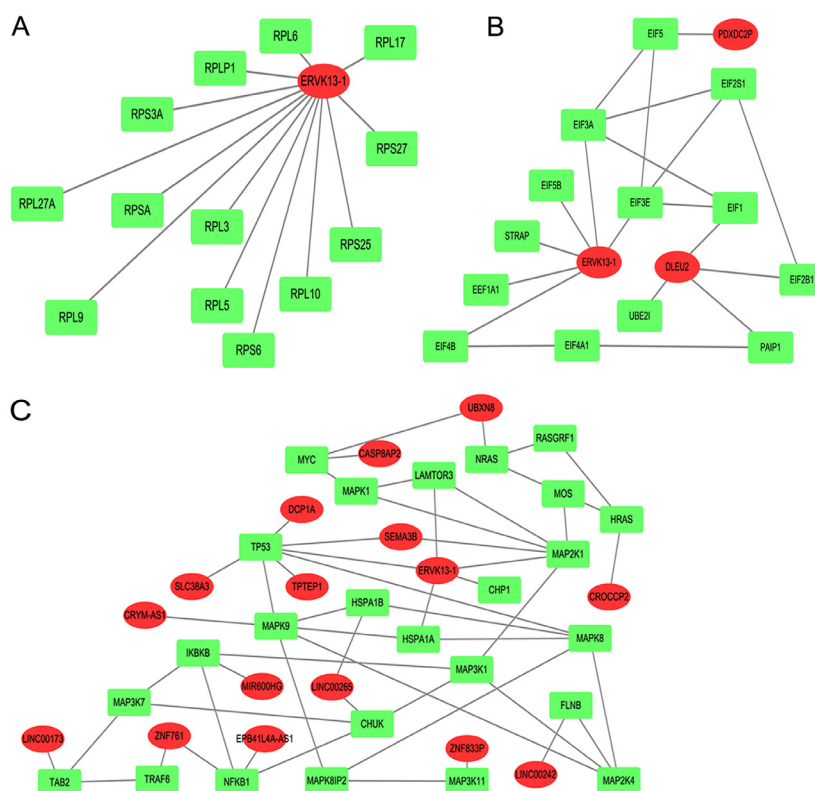 A
RPL6
RPL17
RPLP1
ERVK13-1
RPS3A
RPS27
RPL27A
RPSA
RPL3
RPS25
RPL9
RPL5
RPL10
RPS6
B
EIF5
PDXDC2P
EIF2S1
EIF3A
EIF5B
EIF3E
EIF1
STRAP
ERVK13-1
DLEU2
EIF2B1
EEF1A1
UBE2I
EIF4B
EIF4A1
PAIP1
C
UBXN8
RASGRF1
MYC
CASP8AP2
NRAS
LAMTOR3
MAPK1
MOS
DCP1A
HRAS
SEMA3B
TP53
MAP2K1
ERVK13-1
SLC38A3
TPTEP1
CHP1
CROCCP2
HSPA1B
CRYM-AS1
MAPK9
HSPA1A
MAPK8
IKBKB
MAP3K1
MIR600HG
LINC00265
MAP3K7
FLNB
CHUK
LINC00173
ZNF761
EPB41L4A-AS1
ZNF833P
LINC00242
TAB2
TRAF6
NFKB1
MAPK8IP2
MAP3K11
MAP2K4